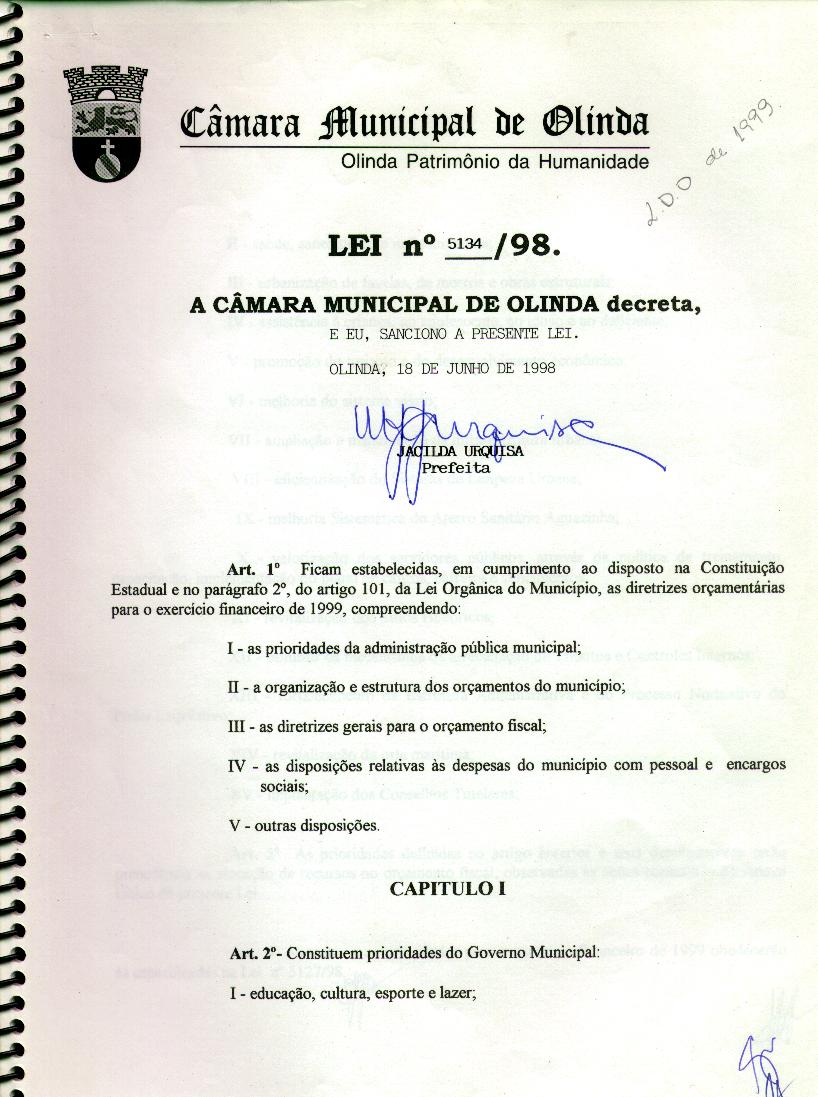 Câmara Municipal de Olinda
Olinda Patrimônio da Humanidade
L.D.O de 1999.
LEI nº 5134/98.
A CÂMARA MUNICIPAL DE OLINDA decreta,
E EU, SANCIONO A PRESENTE LEI.
OLINDA, 18 DE JUNHO DE 1998
JACILDA URQUISA
Prefeita
Art. 1º Ficam estabelecidas, em cumprimento ao disposto na Constituição
Estadual e no parágrafo 2º, do artigo 101, da Lei Orgânica do Município, as diretrizes orçamentárias
para o exercício financeiro de 1999, compreendendo:
I - as prioridades da administração pública municipal;
II - a organização e estrutura dos orçamentos do município;
III - as diretrizes gerais para o orçamento fiscal;
IV - as disposições relativas às despesas do município com pessoal e encargos
sociais;
V - outras disposições.
CAPITULO I
Art. 2º- Constituem prioridades do Governo Municipal:
I - educação, cultura, esporte e lazer;